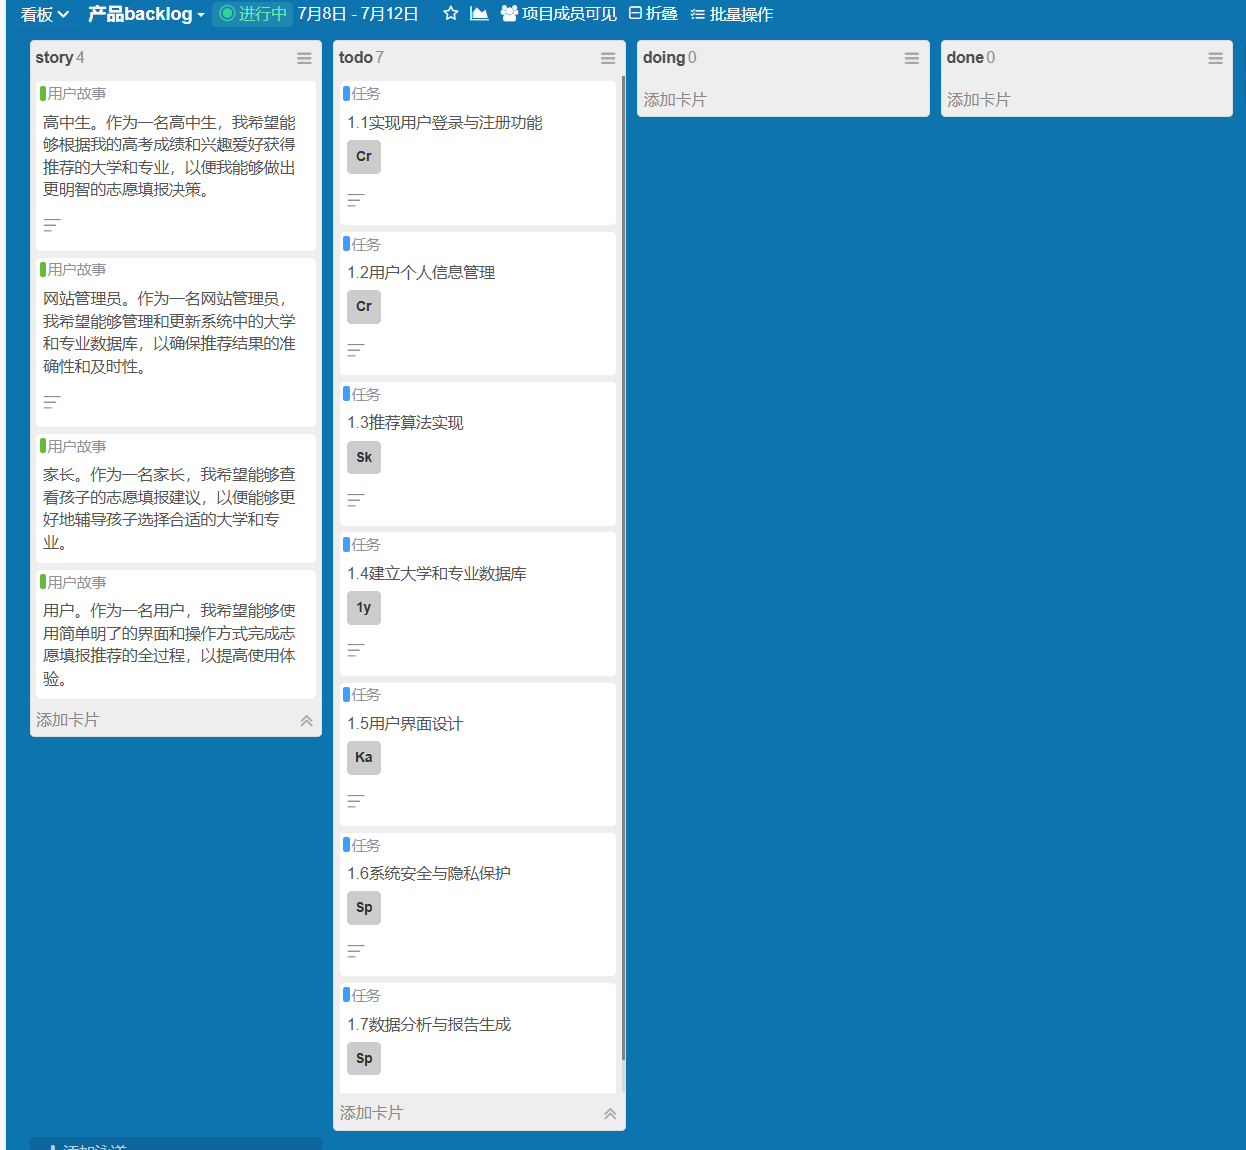 看板 产品backlog 进行中 7月8日 - 7月12日 项目成员可见 折叠 批量操作
story 4
用户故事
高中生。作为一名高中生，我希望能
够根据我的高考成绩和兴趣爱好获得
推荐的大学和专业，以便我能够做出
更明智的志愿填报决策。
用户故事
网站管理员。作为一名网站管理员，
我希望能够管理和更新系统中的大学
和专业数据库，以确保推荐结果的准
确性和及时性。
用户故事
家长。作为一名家长，我希望能够查
看孩子的志愿填报建议，以便能够更
好地辅导孩子选择合适的大学和专
业。
用户故事
用户。作为一名用户，我希望能够使
用简单明了的界面和操作方式完成志
愿填报推荐的全过程，以提高使用体
验。
添加卡片
todo 7
任务
1.1实现用户登录与注册功能
Cr
任务
1.2用户个人信息管理
Cr
任务
1.3推荐算法实现
Sk
任务
1.4建立大学和专业数据库
1y
任务
1.5用户界面设计
Ka
任务
1.6系统安全与隐私保护
Sp
任务
1.7数据分析与报告生成
Sp
添加卡片
doing 0
添加卡片
done 0
添加卡片
添加泳道